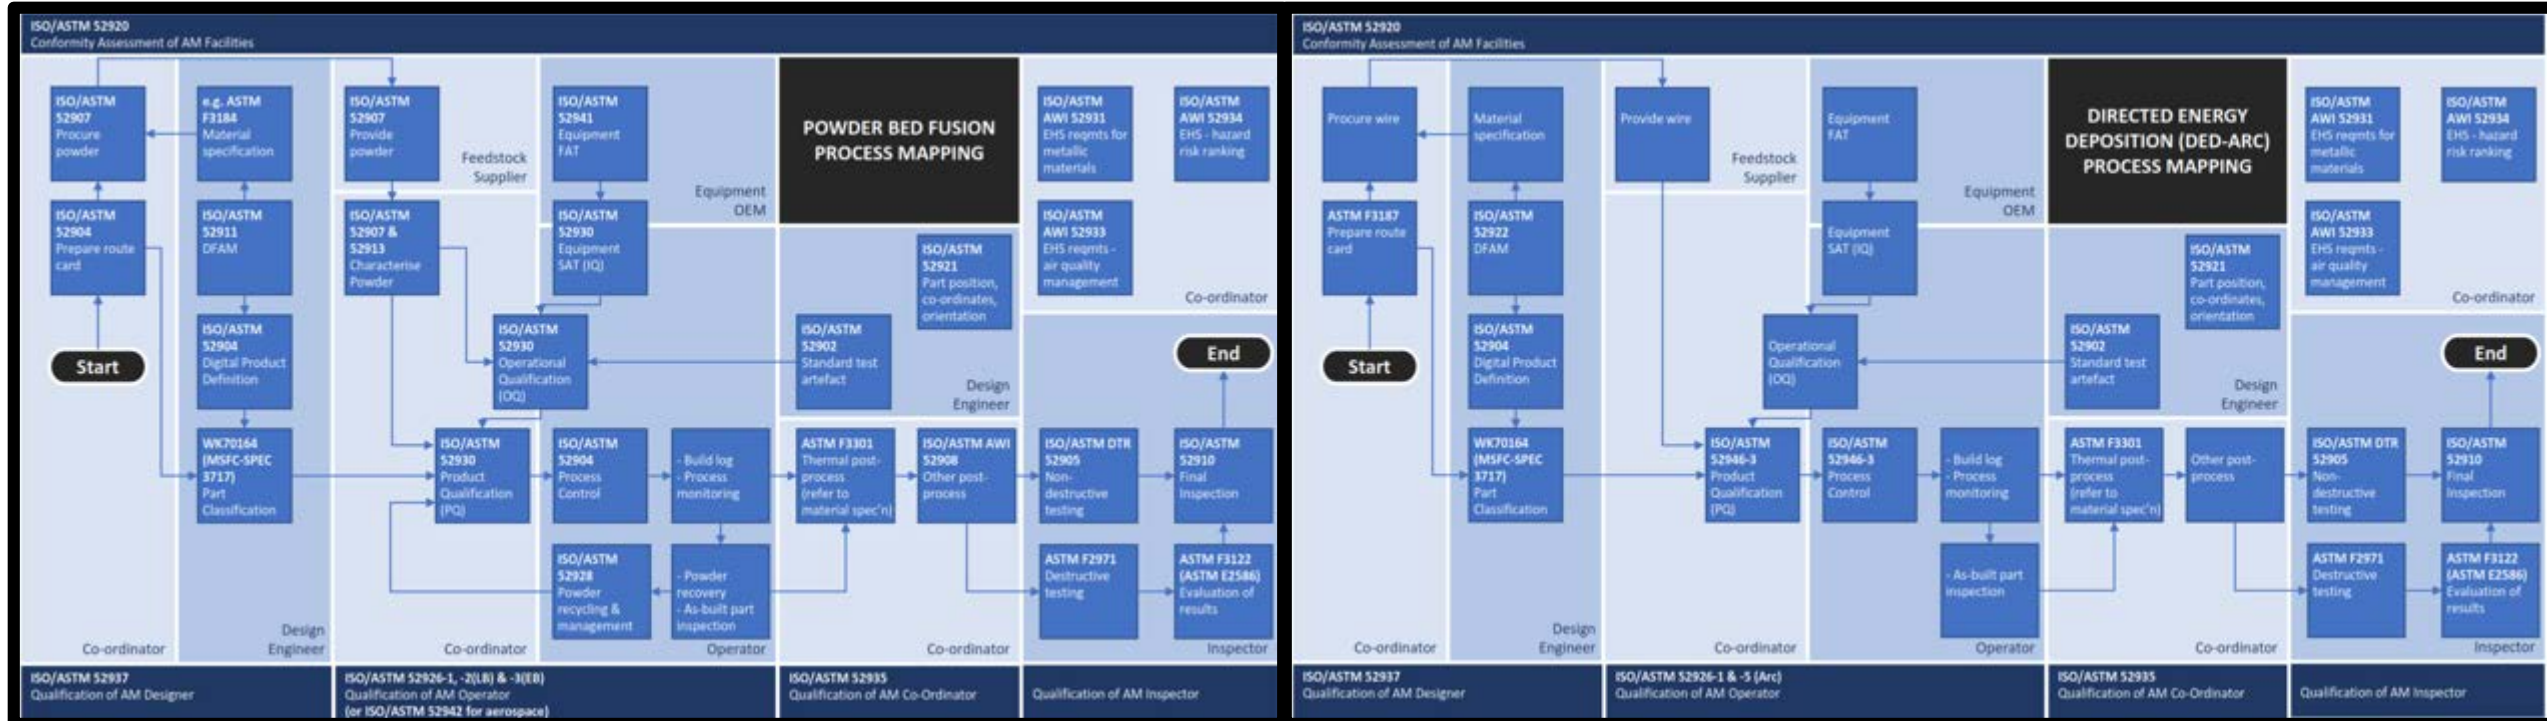 ISO/ASTM 52920
Conformity Assessment of AM Facilities
ISO/ASTM
52907
Procure
powder
e.g. ASTM
F3184
Material
specification
ISO/ASTM
52907
Provide
powder
Feedstock
Supplier
ISO/ASTM
52941
Equipment
FAT
Equipment
OEM
POWDER BED FUSION
PROCESS MAPPING
ISO/ASTM
AWI 52931
EHS reqmts for
metallic
materials
ISO/ASTM
AWI 52934
EHS - hazard
risk ranking
ISO/ASTM
52904
Prepare route
card
ISO/ASTM
52911
DFAM
ISO/ASTM
52907 &
52913
Characterise
Powder
ISO/ASTM
52930
Equipment
SAT (IQ)
ISO/ASTM
52921
Part position,
co-ordinates,
orientation
ISO/ASTM
AWI 52933
EHS reqmts -
air quality
management
Co-ordinator
Start
ISO/ASTM
52904
Digital Product
Definition
ISO/ASTM
52930
Operational
Qualification
(OQ)
ISO/ASTM
52902
Standard test
artefact
Design
Engineer
End
WK70164
(MSFC-SPEC
3717)
Part
Classification
ISO/ASTM
52930
Product
Qualification
(PQ)
ISO/ASTM
52904
Process
Control
- Build log
- Process
monitoring
ASTM F3301
Thermal post-
process
(refer to
material spec'n)
ISO/ASTM AWI
52908
Other post-
process
ISO/ASTM DTR
52905
Non-
destructive
testing
ISO/ASTM
52910
Final
Inspection
ISO/ASTM
52928
Powder
recycling &
management
- Powder
recovery
- As-built part
inspection
ASTM F2971
Destructive
testing
ASTM F3122
(ASTM E2586)
Evaluation of
results
Co-ordinator
Design
Engineer
Co-ordinator
Operator
Co-ordinator
Inspector
ISO/ASTM 52937
Qualification of AM Designer
ISO/ASTM 52926-1, -2(LB) & -3(EB)
Qualification of AM Operator
(or ISO/ASTM 52942 for aerospace)
ISO/ASTM 52935
Qualification of AM Co-Ordinator
Qualification of AM Inspector
ISO/ASTM 52920
Conformity Assessment of AM Facilities
Procure wire
Material
specification
Provide wire
Feedstock
Supplier
Equipment
FAT
Equipment
OEM
DIRECTED ENERGY
DEPOSITION (DED-ARC)
PROCESS MAPPING
ISO/ASTM
AWI 52931
EHS reqmts for
metallic
materials
ISO/ASTM
AWI 52934
EHS - hazard
risk ranking
ASTM F3187
Prepare route
card
ISO/ASTM
52922
DFAM
Equipment
SAT (IQ)
ISO/ASTM
52921
Part position,
co-ordinates,
orientation
ISO/ASTM
AWI 52933
EHS reqmts -
air quality
management
Co-ordinator
Start
ISO/ASTM
52904
Digital Product
Definition
Operational
Qualification
(OQ)
ISO/ASTM
52902
Standard test
artefact
Design
Engineer
End
WK70164
(MSFC-SPEC
3717)
Part
Classification
ISO/ASTM
52946-3
Product
Qualification
(PQ)
ISO/ASTM
52946-3
Process
Control
- Build log
- Process
monitoring
ASTM F3301
Thermal post-
process
(refer to
material spec'n)
Other post-
process
ISO/ASTM DTR
52905
Non-
destructive
testing
ISO/ASTM
52910
Final
Inspection
- As-built part
inspection
ASTM F2971
Destructive
testing
ASTM F3122
(ASTM E2586)
Evaluation of
results
Co-ordinator
Design
Engineer
Co-ordinator
Operator
Co-ordinator
Inspector
ISO/ASTM 52937
Qualification of AM Designer
ISO/ASTM 52926-1 & -5 (Arc)
Qualification of AM Operator
ISO/ASTM 52935
Qualification of AM Co-Ordinator
Qualification of AM Inspector